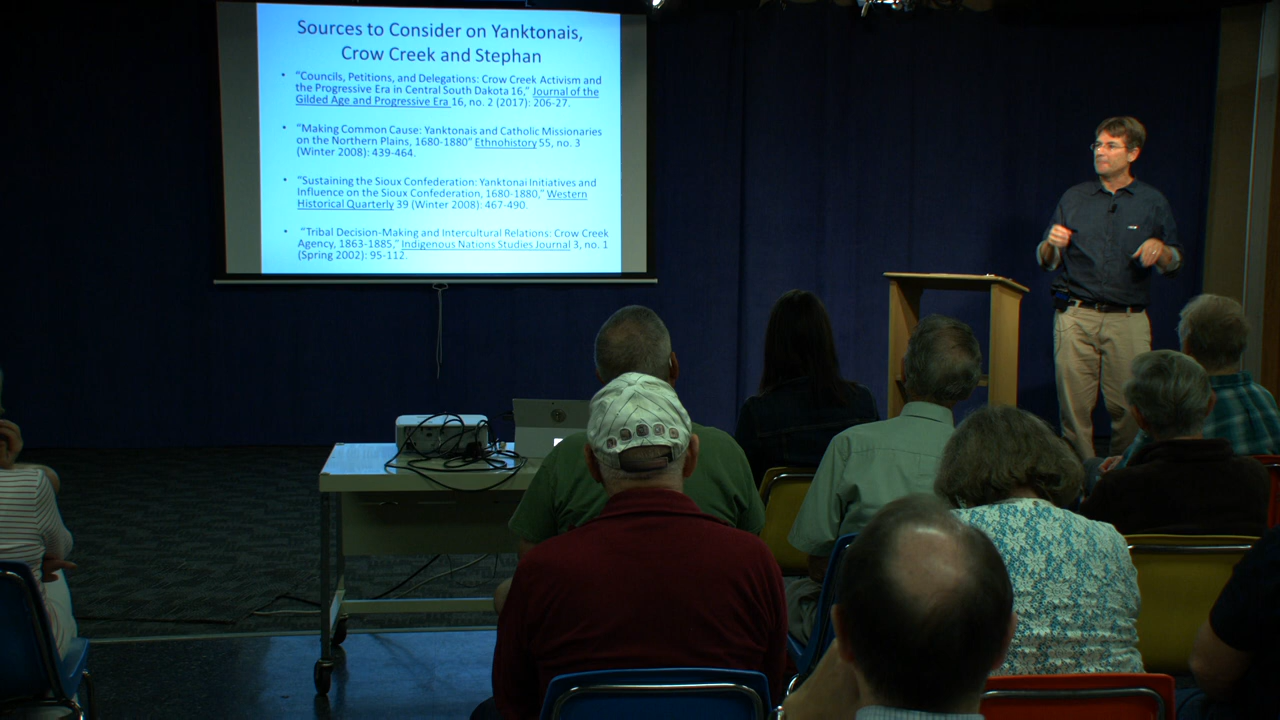 Sources to Consider on Yanktonais,
Crow Creek and Stephan
• “Councils, Petitions, and Delegations: Crow Creek Activism and
the Progressive Era in Central South Dakota 16,” Journal of the
Gilded Age and Progressive Era 16, no. 2 (2017): 206-27.
• “Making Common Cause: Yanktonais and Catholic Missionaries
on the Northern Plains, 1680-1880” Ethnohistory 55, no. 3
(Winter 2008): 439-464.
• “Sustaining the Sioux Confederation: Yanktonai Initiatives and
Influence on the Sioux Confederation, 1680-1880,” Western
Historical Quarterly 39 (Winter 2008): 467-490.
• “Tribal Decision-Making and Intercultural Relations: Crow Creek
Agency, 1863-1885,” Indigenous Nations Studies Journal 3, no. 1
(Spring 2002): 95-112.